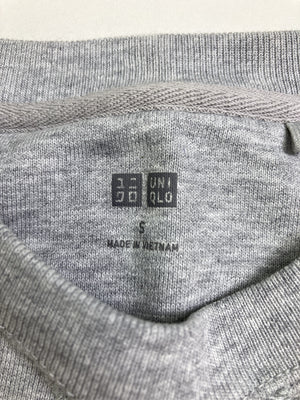 ユニ UNI
クロ QLO
S
MADE IN VIETNAM